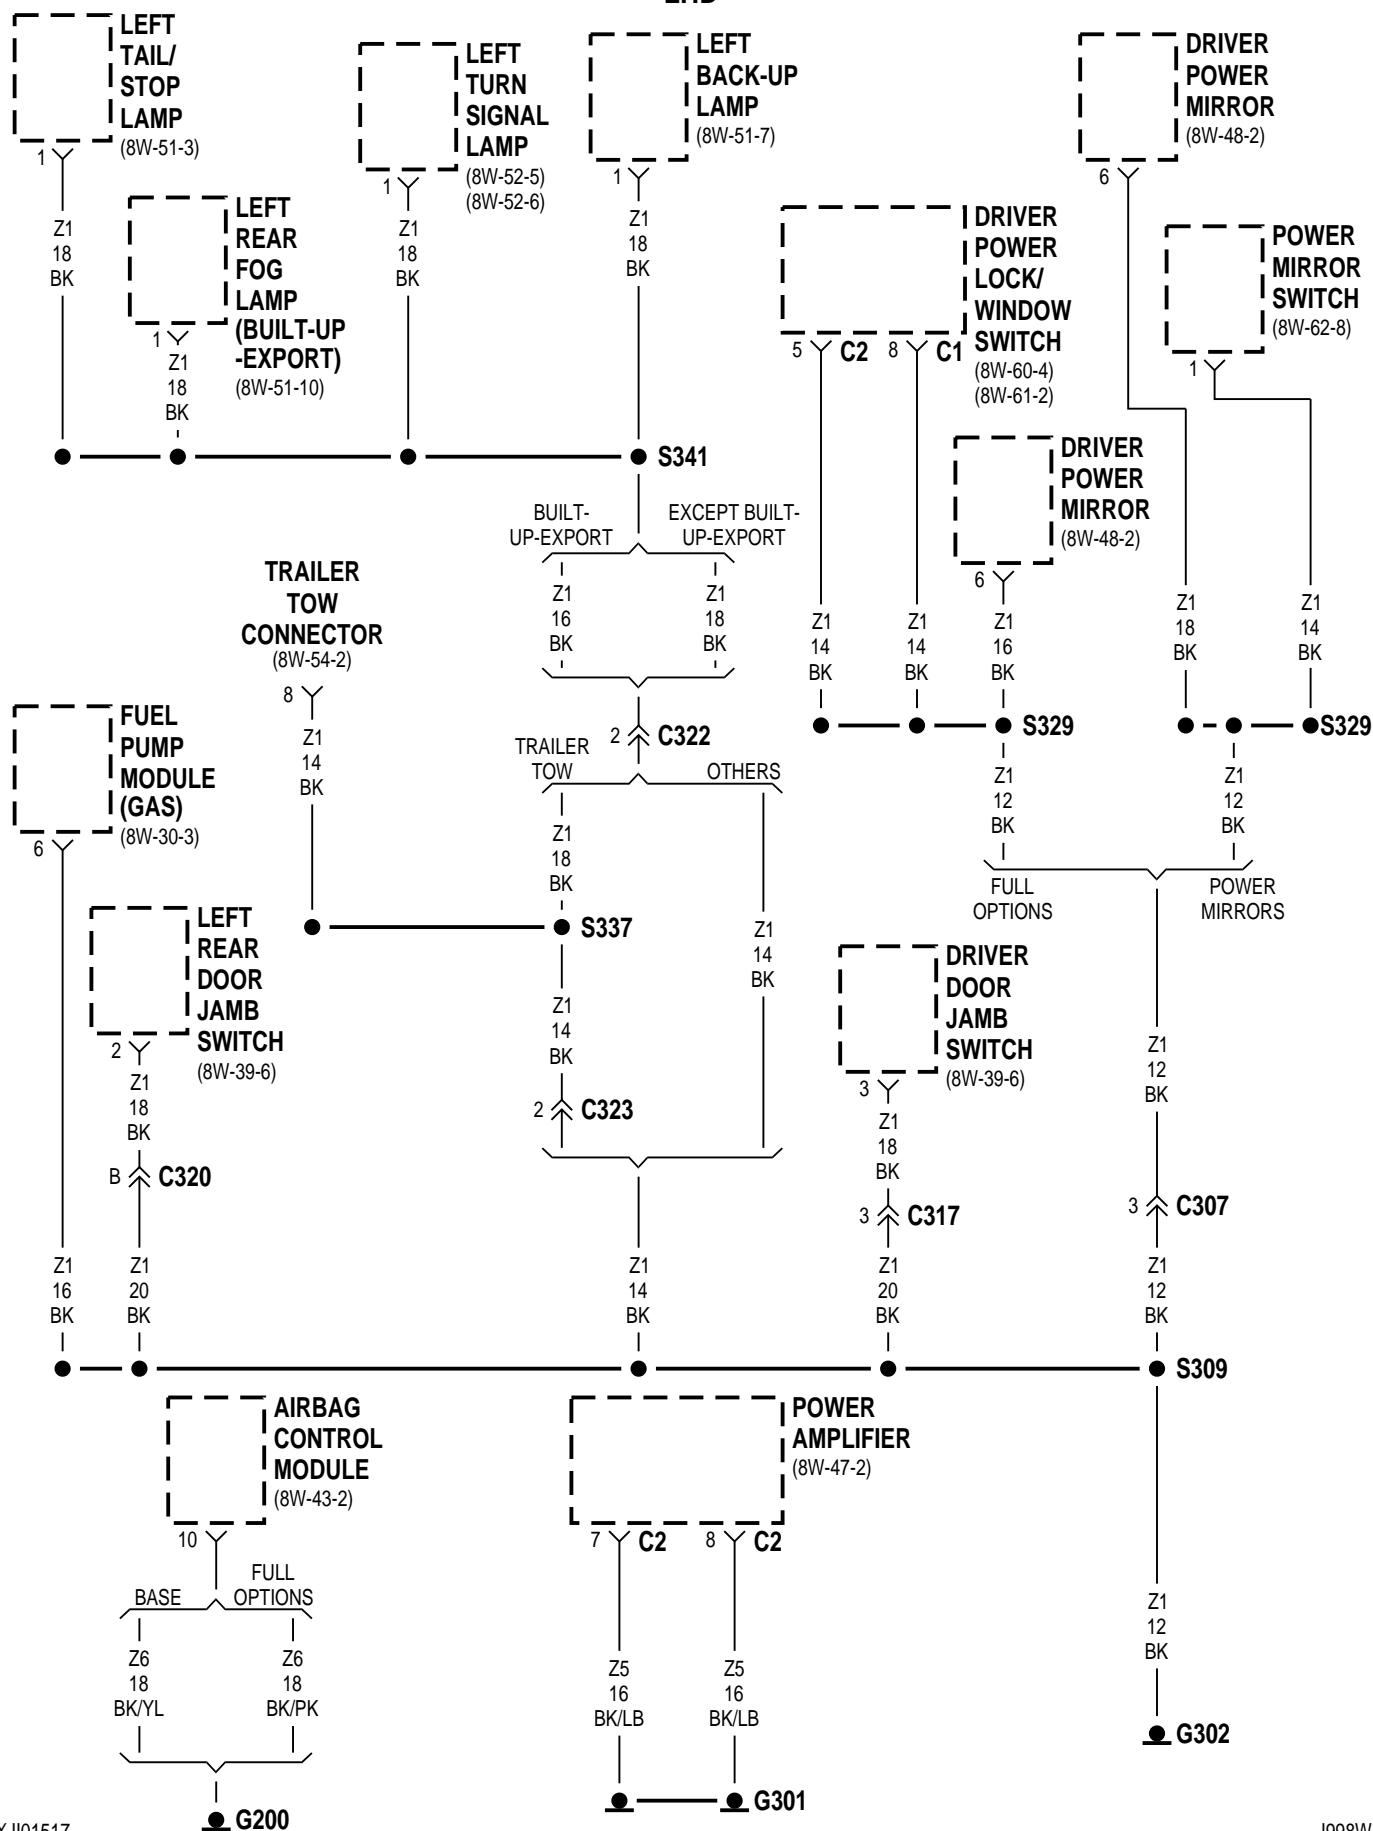 LEFT
TAIL/
STOP
LAMP
(8W-51-3)
1
Z1
18
BK
LEFT
REAR
FOG
LAMP
(BUILT-UP
-EXPORT)
(8W-51-10)
1
Z1
18
BK
LEFT
TURN
SIGNAL
LAMP
(8W-52-5)
(8W-52-6)
1
Z1
18
BK
LEFT
BACK-UP
LAMP
(8W-51-7)
1
Z1
18
BK
S341
DRIVER
POWER
LOCK/
WINDOW
SWITCH
(8W-60-4)
(8W-61-2)
5 C2
8 C1
Z1
14
BK
Z1
14
BK
DRIVER
POWER
MIRROR
(8W-48-2)
6
Z1
18
BK
POWER
MIRROR
SWITCH
(8W-62-8)
1
Z1
14
BK
DRIVER
POWER
MIRROR
(8W-48-2)
6
Z1
16
BK
S329
S329
BUILT-
UP-EXPORT
EXCEPT BUILT-
UP-EXPORT
Z1
16
BK
Z1
18
BK
2 C322
TRAILER
TOW
CONNECTOR
(8W-54-2)
8
Z1
14
BK
TRAILER
TOW
OTHERS
Z1
18
BK
S337
Z1
14
BK
2 C323
Z1
14
BK
Z1
12
BK
Z1
12
BK
FULL
OPTIONS
POWER
MIRRORS
FUEL
PUMP
MODULE
(GAS)
(8W-30-3)
6
Z1
16
BK
LEFT
REAR
DOOR
JAMB
SWITCH
(8W-39-6)
2
Z1
18
BK
B C320
Z1
20
BK
Z1
14
BK
DRIVER
DOOR
JAMB
SWITCH
(8W-39-6)
3
Z1
18
BK
3 C317
Z1
20
BK
Z1
12
BK
3 C307
Z1
12
BK
S309
AIRBAG
CONTROL
MODULE
(8W-43-2)
10
BASE
FULL
OPTIONS
Z6
18
BK/YL
Z6
18
BK/PK
G200
POWER
AMPLIFIER
(8W-47-2)
7 C2
8 C2
Z5
16
BK/LB
Z5
16
BK/LB
G301
Z1
12
BK
G302